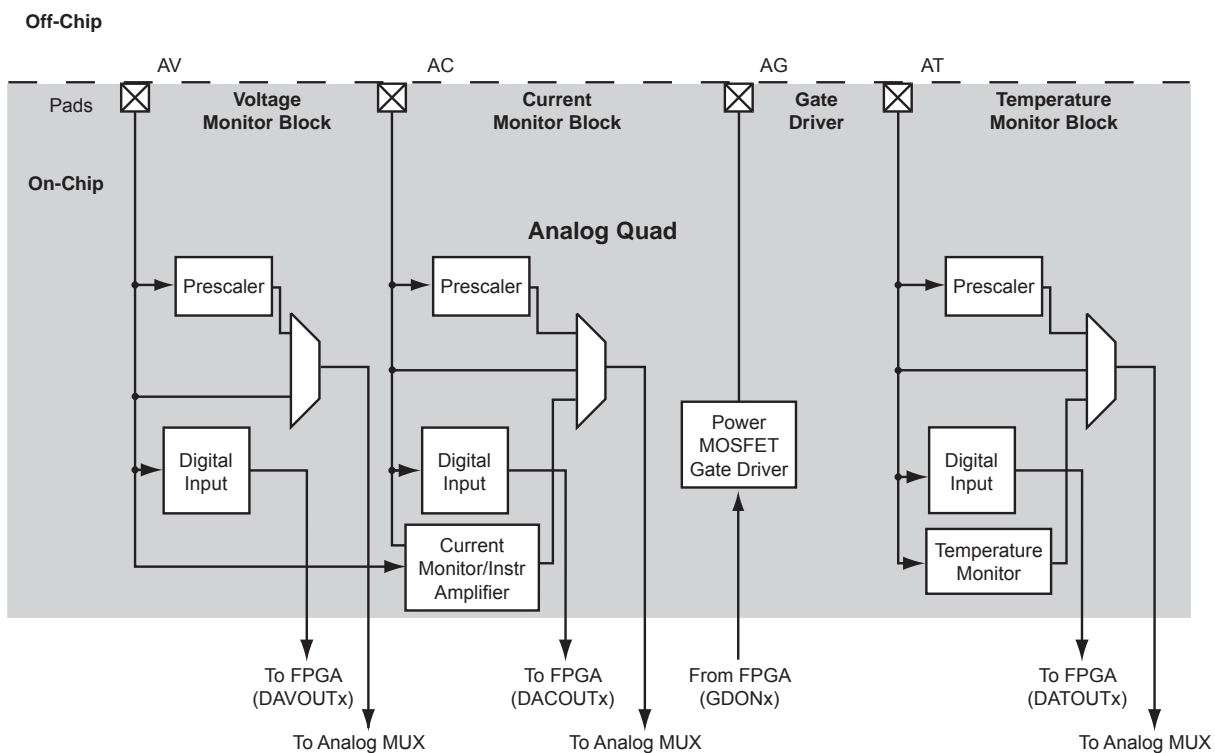 Off-Chip
AV
AC
AG
AT
Pads
Voltage
Monitor Block
Current
Monitor Block
Gate
Driver
Temperature
Monitor Block
On-Chip
Analog Quad
Prescaler
Prescaler
Prescaler
Digital
Input
Digital
Input
Power
MOSFET
Gate Driver
Digital
Input
Current
Monitor/Instr
Amplifier
Temperature
Monitor
To FPGA
(DAVOUTx)
To FPGA
(DACOUTx)
From FPGA
(GDONx)
To FPGA
(DATOUTx)
To Analog MUX
To Analog MUX
To Analog MUX